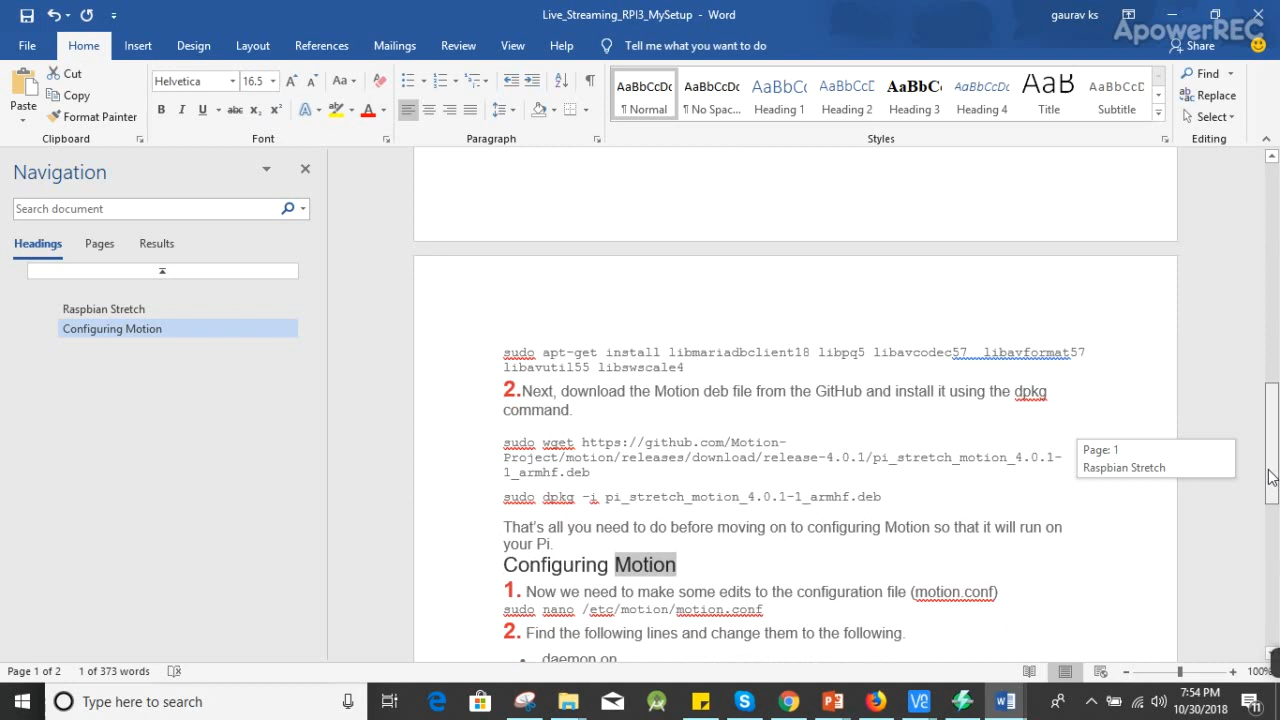 Live_Streaming_RPI3_MySetup - Word
gaurav ks
ApowerREC
File Home Insert Design Layout References Mailings Review View Help Tell me what you want to do Share
Paste
Cut
Copy
Format Painter
Clipboard
Helvetica 16.5
Font
Paragraph
AaBbCcDc AaBbCcDc AaBbCc AaBbCcD AaBbCc AaBbCcDc AaB AaBbCcD
¶ Normal ¶ No Spac... Heading 1 Heading 2 Heading 3 Heading 4 Title Subtitle
Styles
Find
Replace
Select
Editing
Navigation
Search document
Headings Pages Results
Raspbian Stretch
Configuring Motion
sudo apt-get install libmariadbclient18 libpq5 libavcodec57 libavformat57
libavutil55 libswscale4
2.Next, download the Motion deb file from the GitHub and install it using the dpkg
command.
sudo wget https://github.com/Motion-
Project/motion/releases/download/release-4.0.1/pi_stretch_motion_4.0.1-
1_armhf.deb
sudo dpkg -i pi_stretch_motion_4.0.1-1_armhf.deb
That's all you need to do before moving on to configuring Motion so that it will run on
your Pi.
Configuring Motion
1. Now we need to make some edits to the configuration file (motion.conf)
sudo nano /etc/motion/motion.conf
2. Find the following lines and change them to the following.
• daemon on
Page: 1
Raspbian Stretch
Page 1 of 2 1 of 373 words
100%
Type here to search
7:54 PM
10/30/2018
11